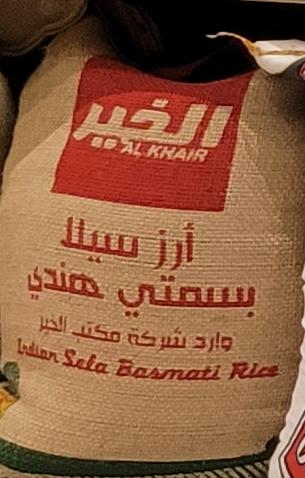 الخير
AL KHAIR
أرز سيلا
بسمتي هندي
وارد شركة مكتب الخير
Indian Sela Basmati Rice